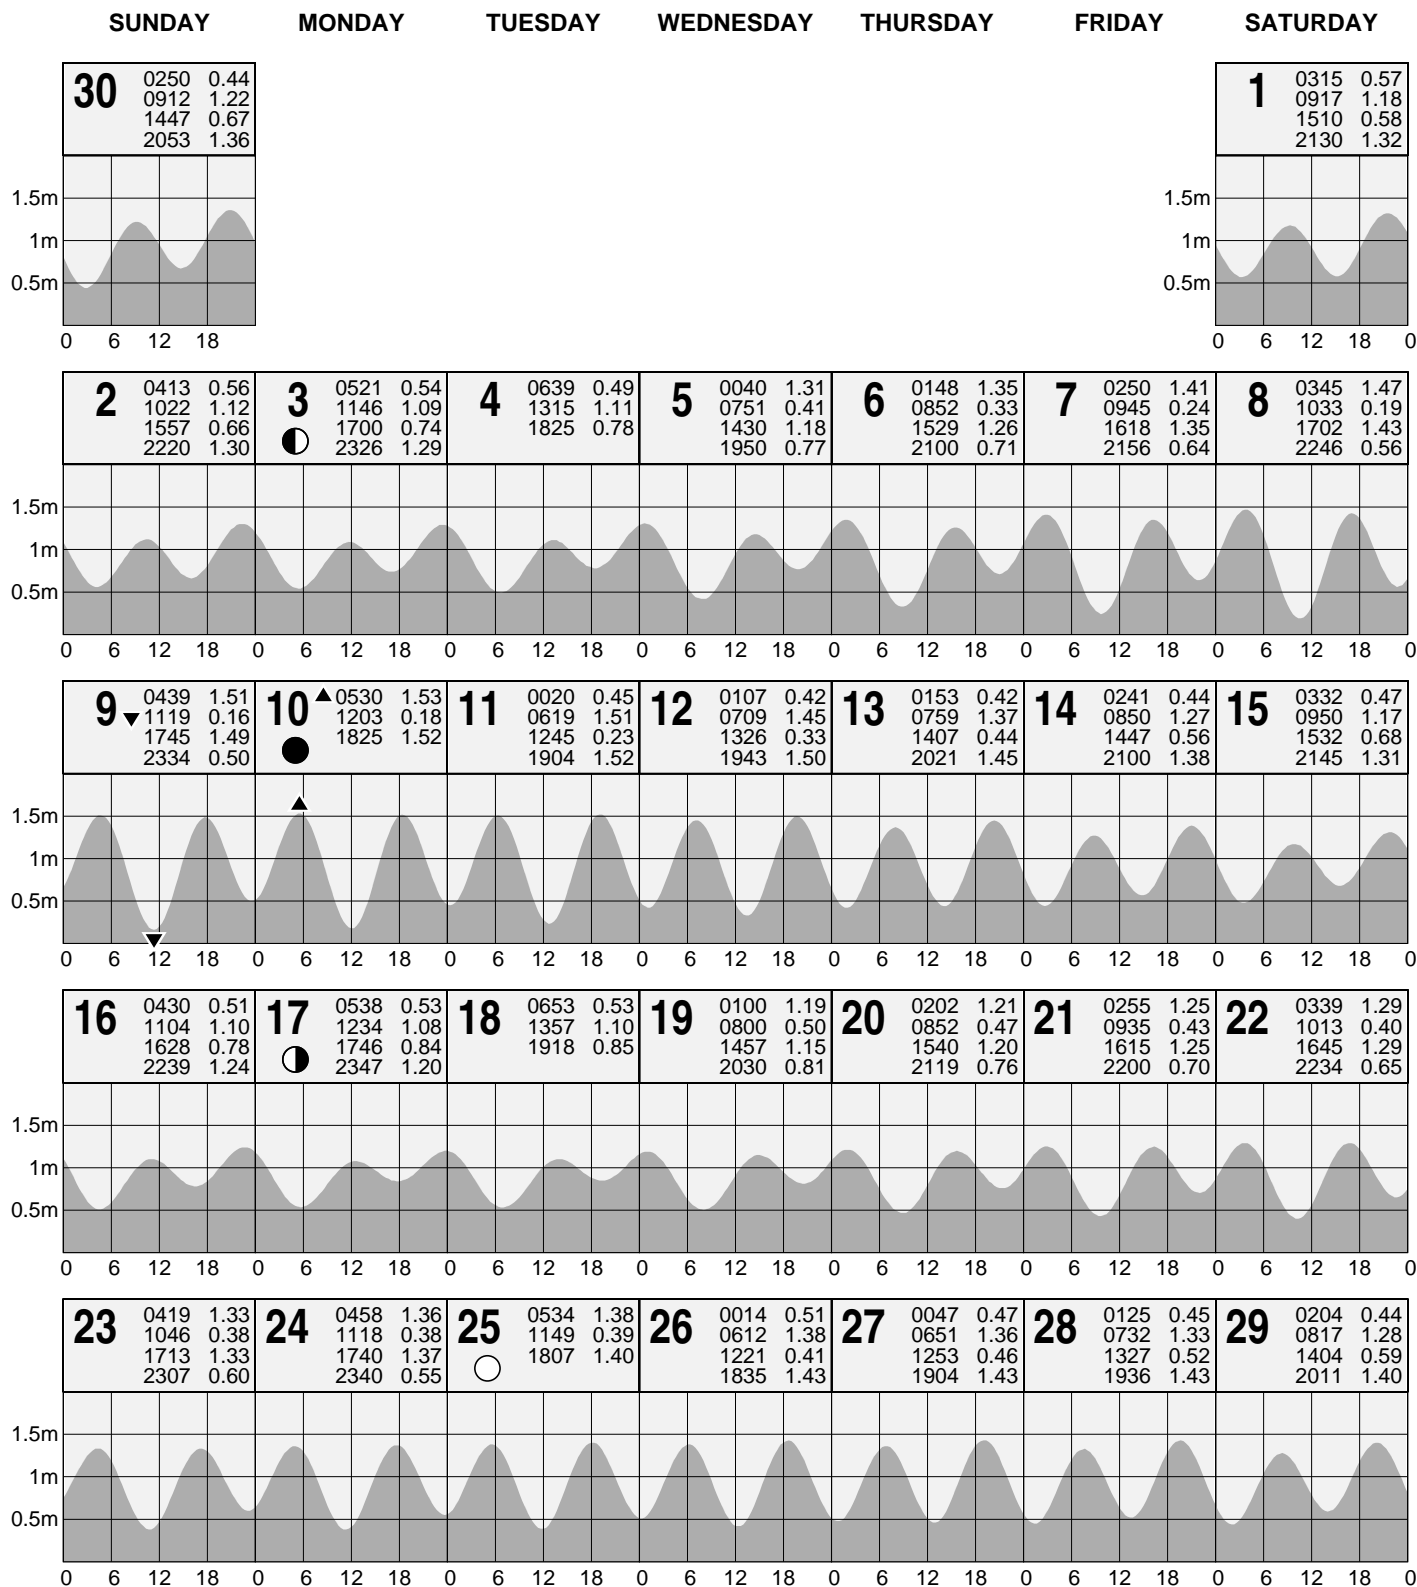 SUNDAY MONDAY TUESDAY WEDNESDAY THURSDAY FRIDAY SATURDAY
30 0250 0.44
0912 1.22
1447 0.67
2053 1.36
1 0315 0.57
0917 1.18
1510 0.58
2130 1.32
1.5m
1m
0.5m
0 6 12 18
1.5m
1m
0.5m
0 6 12 18 0
2 0413 0.56
1022 1.12
1557 0.66
2220 1.30
3 0521 0.54
1146 1.09
1700 0.74
2326 1.29
4 0639 0.49
1315 1.11
1825 0.78
5 0040 1.31
0751 0.41
1430 1.18
1950 0.77
6 0148 1.35
0852 0.33
1529 1.26
2100 0.71
7 0250 1.41
0945 0.24
1618 1.35
2156 0.64
8 0345 1.47
1033 0.19
1702 1.43
2246 0.56
1.5m
1m
0.5m
0 6 12 18 0 6 12 18 0 6 12 18 0 6 12 18 0 6 12 18 0 6 12 18 0 6 12 18 0
9 0439 1.51
▼1119 0.16
1745 1.49
2334 0.50
10 ▲0530 1.53
1203 0.18
1825 1.52
11 0020 0.45
0619 1.51
1245 0.23
1904 1.52
12 0107 0.42
0709 1.45
1326 0.33
1943 1.50
13 0153 0.42
0759 1.37
1407 0.44
2021 1.45
14 0241 0.44
0850 1.27
1447 0.56
2100 1.38
15 0332 0.47
0950 1.17
1532 0.68
2145 1.31
1.5m
1m
0.5m
0 6 12 18 0 6 12 18 0 6 12 18 0 6 12 18 0 6 12 18 0 6 12 18 0 6 12 18 0
16 0430 0.51
1104 1.10
1628 0.78
2239 1.24
17 0538 0.53
1234 1.08
1746 0.84
2347 1.20
18 0653 0.53
1357 1.10
1918 0.85
19 0100 1.19
0800 0.50
1457 1.15
2030 0.81
20 0202 1.21
0852 0.47
1540 1.20
2119 0.76
21 0255 1.25
0935 0.43
1615 1.25
2200 0.70
22 0339 1.29
1013 0.40
1645 1.29
2234 0.65
1.5m
1m
0.5m
0 6 12 18 0 6 12 18 0 6 12 18 0 6 12 18 0 6 12 18 0 6 12 18 0 6 12 18 0
23 0419 1.33
1046 0.38
1713 1.33
2307 0.60
24 0458 1.36
1118 0.38
1740 1.37
2340 0.55
25 0534 1.38
1149 0.39
1807 1.40
26 0014 0.51
0612 1.38
1221 0.41
1835 1.43
27 0047 0.47
0651 1.36
1253 0.46
1904 1.43
28 0125 0.45
0732 1.33
1327 0.52
1936 1.43
29 0204 0.44
0817 1.28
1404 0.59
2011 1.40
1.5m
1m
0.5m
0 6 12 18 0 6 12 18 0 6 12 18 0 6 12 18 0 6 12 18 0 6 12 18 0 6 12 18 0